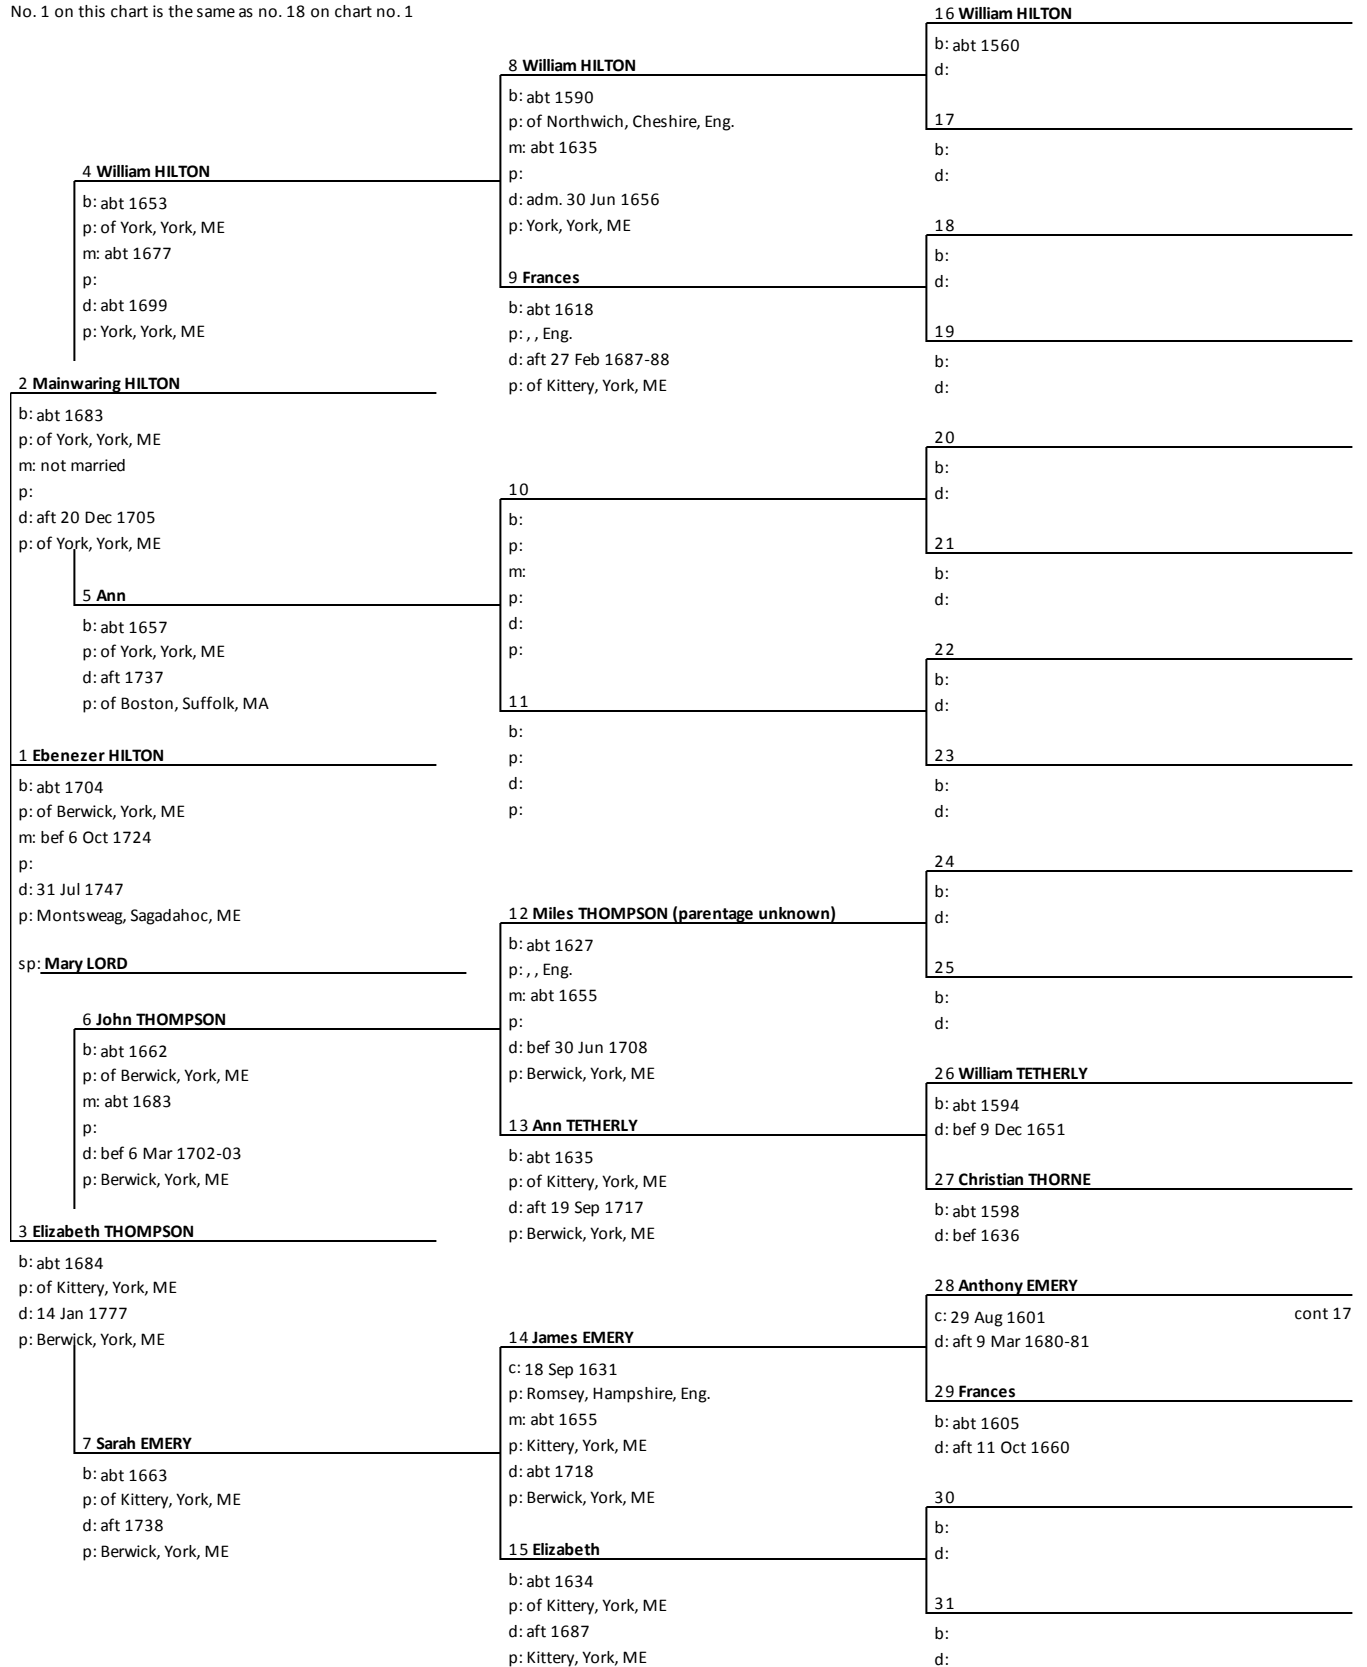 No. 1 on this chart is the same as no. 18 on chart no. 1
16 William HILTON
b: abt 1560
d:
8 William HILTON
b: abt 1590
p: of Northwich, Cheshire, Eng.
m: abt 1635
p:
d: adm. 30 Jun 1656
p: York, York, ME
17
b:
d:
4 William HILTON
b: abt 1653
p: of York, York, ME
m: abt 1677
p:
d: abt 1699
p: York, York, ME
18
b:
d:
9 Frances
b: abt 1618
p: , , Eng.
d: aft 27 Feb 1687-88
p: of Kittery, York, ME
19
b:
d:
2 Mainwaring HILTON
b: abt 1683
p: of York, York, ME
m: not married
p:
d: aft 20 Dec 1705
p: of York, York, ME
20
b:
d:
10
b:
p:
m:
p:
d:
p:
21
b:
d:
5 Ann
b: abt 1657
p: of York, York, ME
d: aft 1737
p: of Boston, Suffolk, MA
22
b:
d:
11
b:
p:
d:
p:
23
b:
d:
1 Ebenezer HILTON
b: abt 1704
p: of Berwick, York, ME
m: bef 6 Oct 1724
p:
d: 31 Jul 1747
p: Montsweag, Sagadahoc, ME
sp: Mary LORD
24
b:
d:
12 Miles THOMPSON (parentage unknown)
b: abt 1627
p: , , Eng.
m: abt 1655
p:
d: bef 30 Jun 1708
p: Berwick, York, ME
25
b:
d:
6 John THOMPSON
b: abt 1662
p: of Berwick, York, ME
m: abt 1683
p:
d: bef 6 Mar 1702-03
p: Berwick, York, ME
26 William TETHERLY
b: abt 1594
d: bef 9 Dec 1651
13 Ann TETHERLY
b: abt 1635
p: of Kittery, York, ME
d: aft 19 Sep 1717
p: Berwick, York, ME
27 Christian THORNE
b: abt 1598
d: bef 1636
3 Elizabeth THOMPSON
b: abt 1684
p: of Kittery, York, ME
d: 14 Jan 1777
p: Berwick, York, ME
28 Anthony EMERY
c: 29 Aug 1601 cont 17
d: aft 9 Mar 1680-81
14 James EMERY
c: 18 Sep 1631
p: Romsey, Hampshire, Eng.
m: abt 1655
p: Kittery, York, ME
d: abt 1718
p: Berwick, York, ME
29 Frances
b: abt 1605
d: aft 11 Oct 1660
7 Sarah EMERY
b: abt 1663
p: of Kittery, York, ME
d: aft 1738
p: Berwick, York, ME
30
b:
d:
15 Elizabeth
b: abt 1634
p: of Kittery, York, ME
d: aft 1687
p: Kittery, York, ME
31
b:
d: